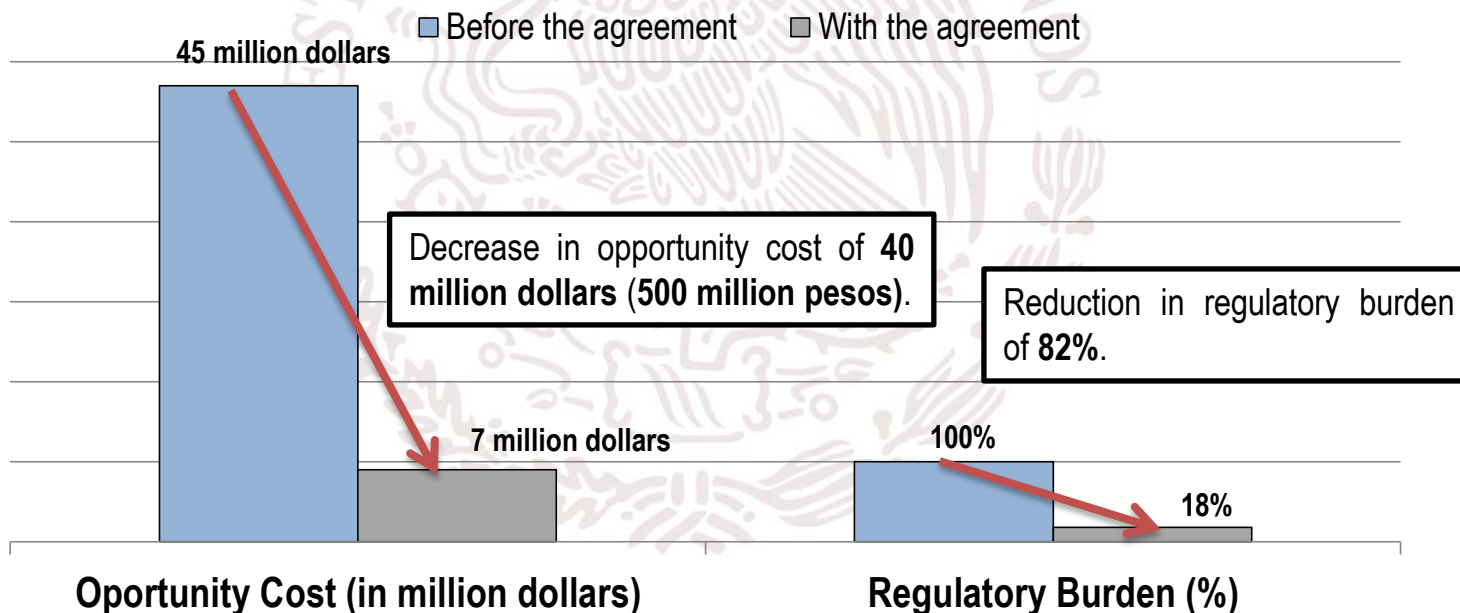 Before the agreement
With the agreement
45 million dollars
Decrease in opportunity cost of 40
million dollars (500 million pesos).
Reduction in regulatory burden
of 82%.
7 million dollars
100%
18%
Oportunity Cost (in million dollars)
Regulatory Burden (%)